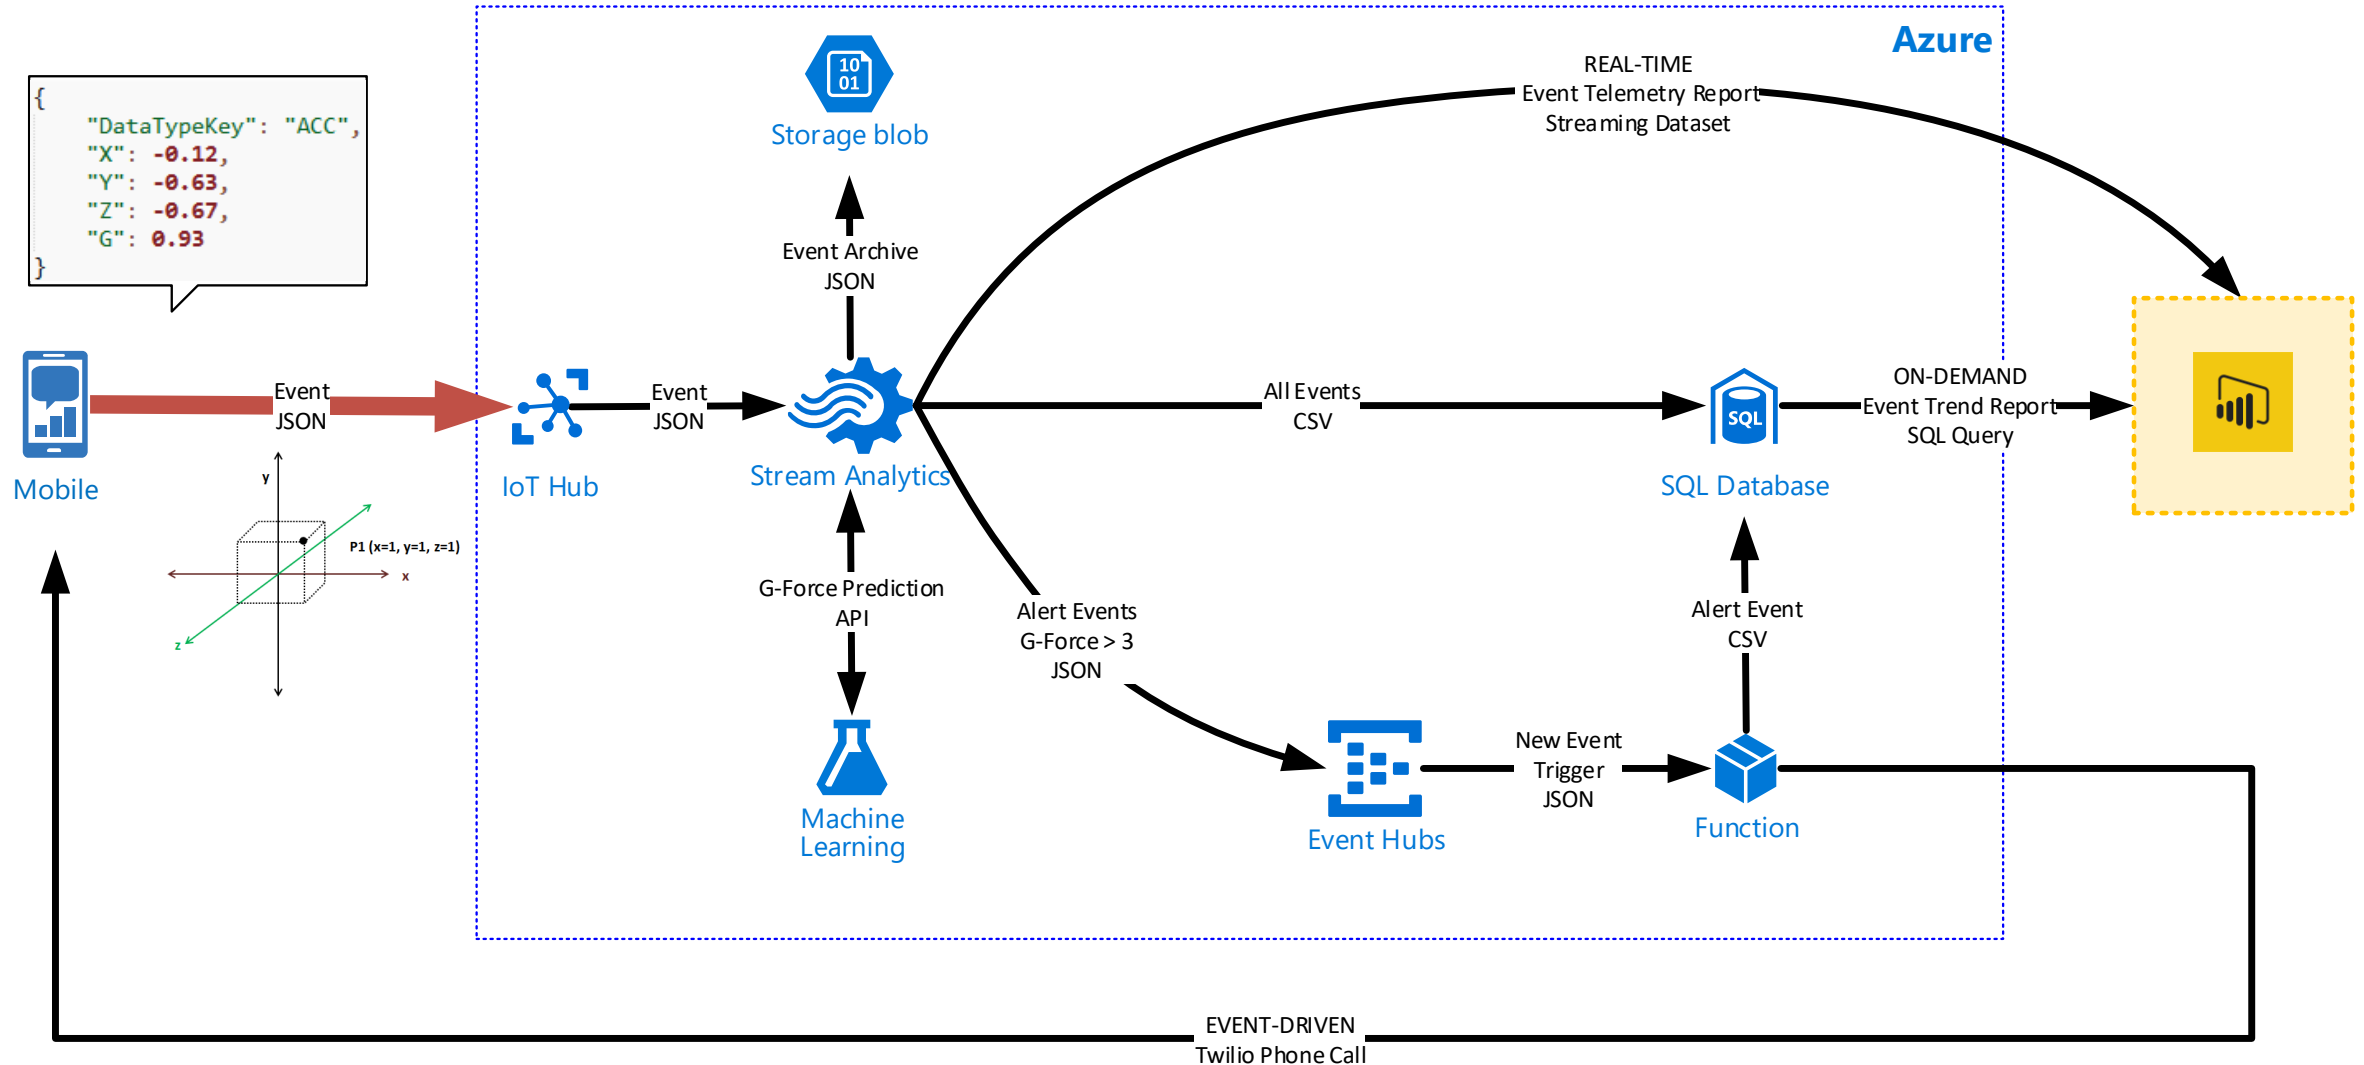 Azure
{
"DataTypeKey": "ACC",
"X": -0.12,
"Y": -0.63,
"Z": -0.67,
"G": 0.93
}
10
01
Storage blob
REAL-TIME
Event Telemetry Report
Streaming Dataset
Event Archive
JSON
Mobile
Event
JSON
IoT Hub
Event
JSON
Stream Analytics
All Events
CSV
SQL
SQL Database
ON-DEMAND
Event Trend Report
SQL Query
y
P1 (x=1, y=1, z=1)
x
z
G-Force Prediction
API
Alert Events
G-Force > 3
JSON
Alert Event
CSV
Machine
Learning
Event Hubs
New Event
Trigger
JSON
Function
EVENT-DRIVEN
Twilio Phone Call